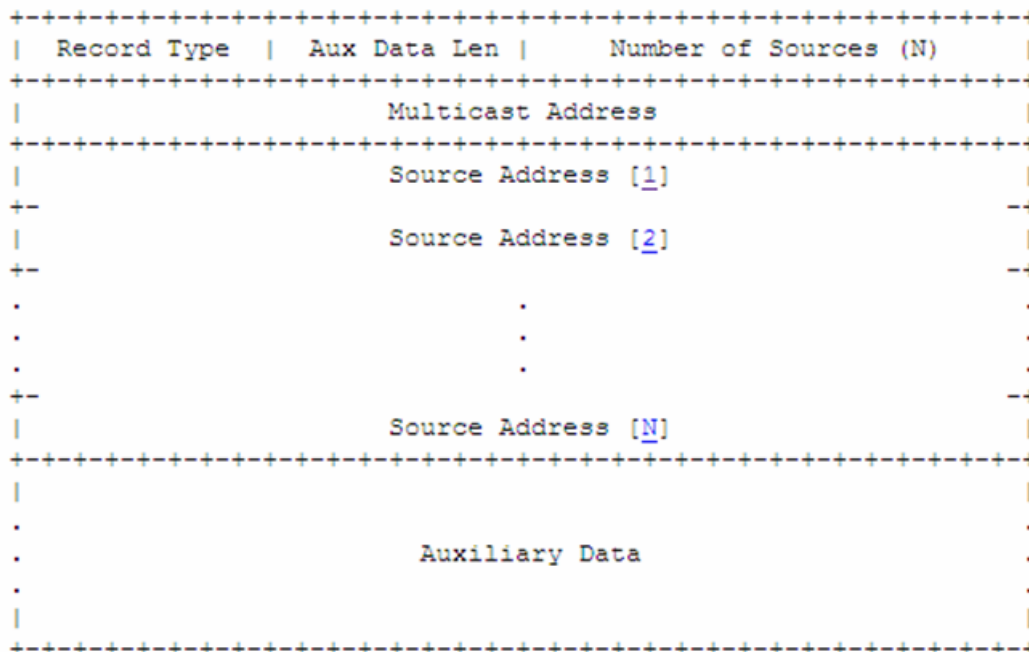 +-+-+-+-+-+-+-+-+-+-+-+-+-+-+-+-+-+-+-+-+-+-+-+-+-+-+-+-+-+-+-+-+
| Record Type | Aux Data Len | Number of Sources (N) |
+-+-+-+-+-+-+-+-+-+-+-+-+-+-+-+-+-+-+-+-+-+-+-+-+-+-+-+-+-+-+-+-+
| Multicast Address |
+-+-+-+-+-+-+-+-+-+-+-+-+-+-+-+-+-+-+-+-+-+-+-+-+-+-+-+-+-+-+-+-+
| Source Address [1] |
+- -+
| Source Address [2] |
+- -+
. . .
. . .
. . .
+- -+
| Source Address [N] |
+-+-+-+-+-+-+-+-+-+-+-+-+-+-+-+-+-+-+-+-+-+-+-+-+-+-+-+-+-+-+-+-+
| |
. .
. Auxiliary Data .
. .
| |
+-+-+-+-+-+-+-+-+-+-+-+-+-+-+-+-+-+-+-+-+-+-+-+-+-+-+-+-+-+-+-+-+